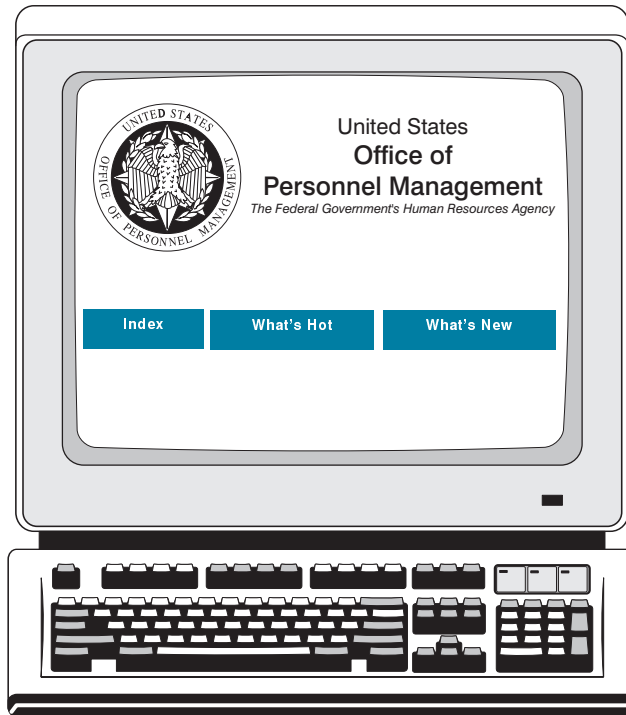 UNITED STATES
OFFICE OF PERSONNEL MANAGEMENT
United States
Office of
Personnel Management
The Federal Government's Human Resources Agency
Index
What's Hot
What's New